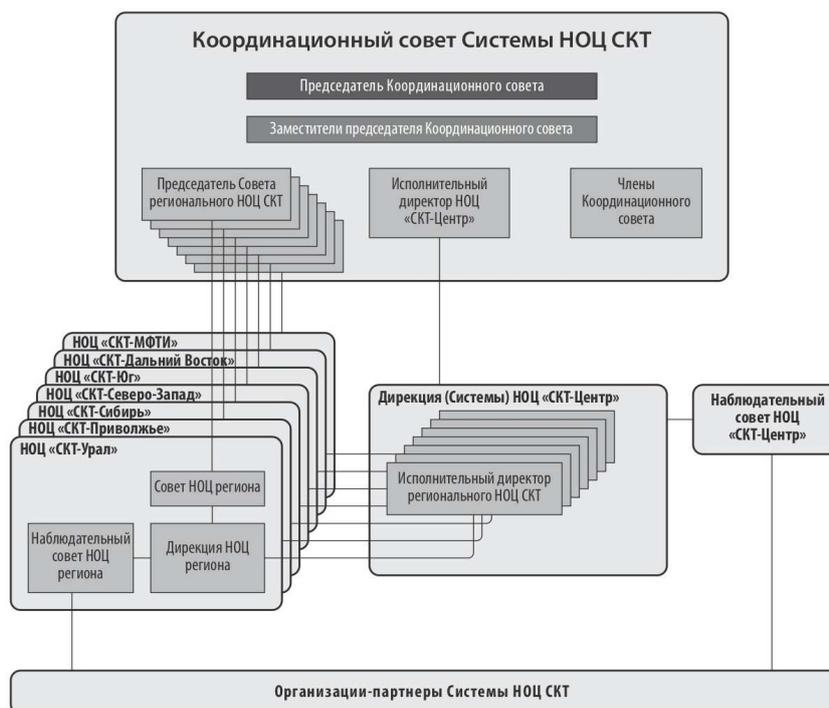 Координационный совет Системы НОЦ СКТ
Председатель Координационного совета
Заместители председателя Координационного совета
Председатель Совета
регионального НОЦ СКТ
Исполнительный
директор НОЦ
«СКТ-Центр»
Члены
Координационного
совета
НОЦ «СКТ-МФТИ»
НОЦ «СКТ-Дальний Восток»
НОЦ «СКТ-Юг»
НОЦ «СКТ-Северо-Запад»
НОЦ «СКТ-Сибирь»
НОЦ «СКТ-Приволжье»
НОЦ «СКТ-Урал»
Совет НОЦ региона
Наблюдательный
совет НОЦ
региона
Дирекция НОЦ
региона
Дирекция (Системы) НОЦ «СКТ-Центр»
Исполнительный директор
регионального НОЦ СКТ
Наблюдательный
совет НОЦ
«СКТ-Центр»
Организации-партнеры Системы НОЦ СКТ